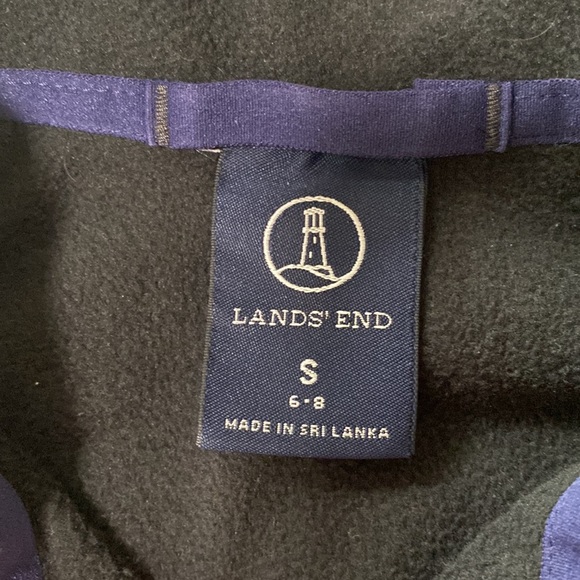 LANDS' END
S
6-8
MADE IN SRI LANKA